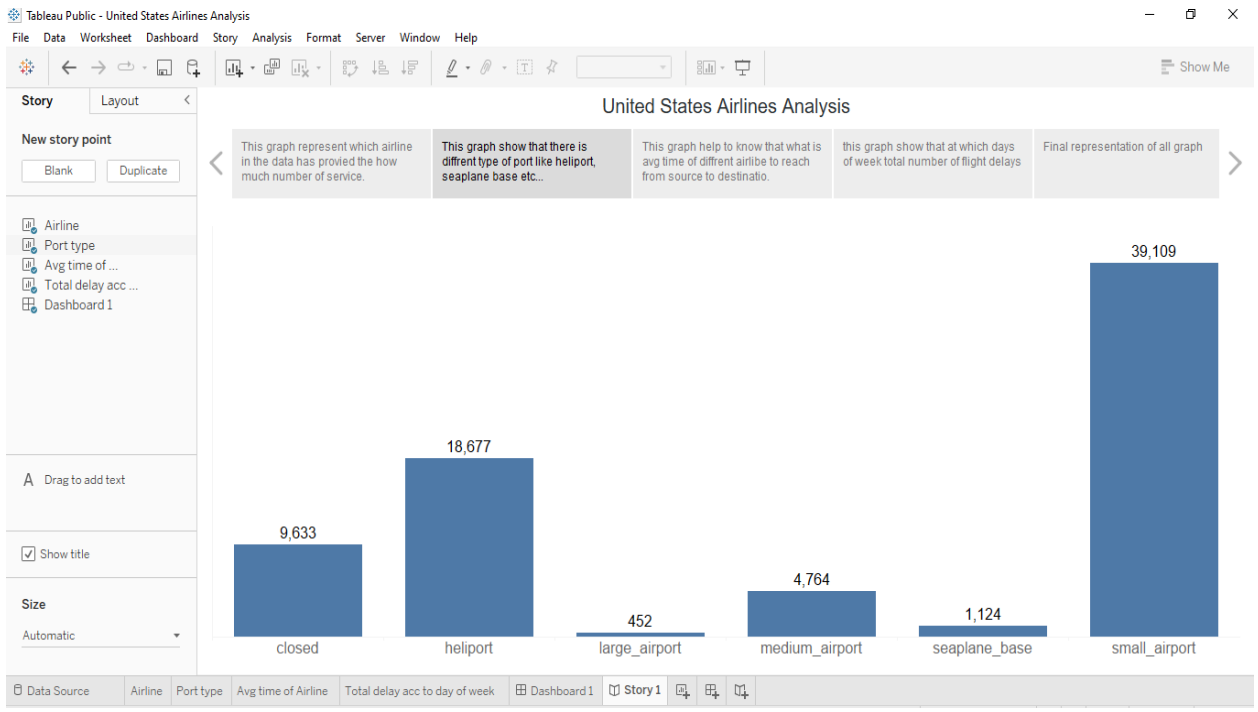 Tableau Public - United States Airlines Analysis
File Data Worksheet Dashboard Story Analysis Format Server Window Help
Show Me
Story Layout
New story point
Blank Duplicate
Airline
Port type
Avg time of ...
Total delay acc ...
Dashboard 1
A Drag to add text
Show title
Size
Automatic
United States Airlines Analysis
This graph represent which airline
in the data has provied the how
much number of service.
This graph show that there is
diffrent type of port like heliport,
seaplane base etc...
This graph help to know that what is
avg time of diffrent airlibe to reach
from source to destinatio.
this graph show that at which days
of week total number of flight delays
Final representation of all graph
39,109
18,677
9,633
4,764
1,124
452
closed heliport large_airport medium_airport seaplane_base small_airport
Data Source Airline Port type Avg time of Airline Total delay acc to day of week Dashboard 1 Story 1